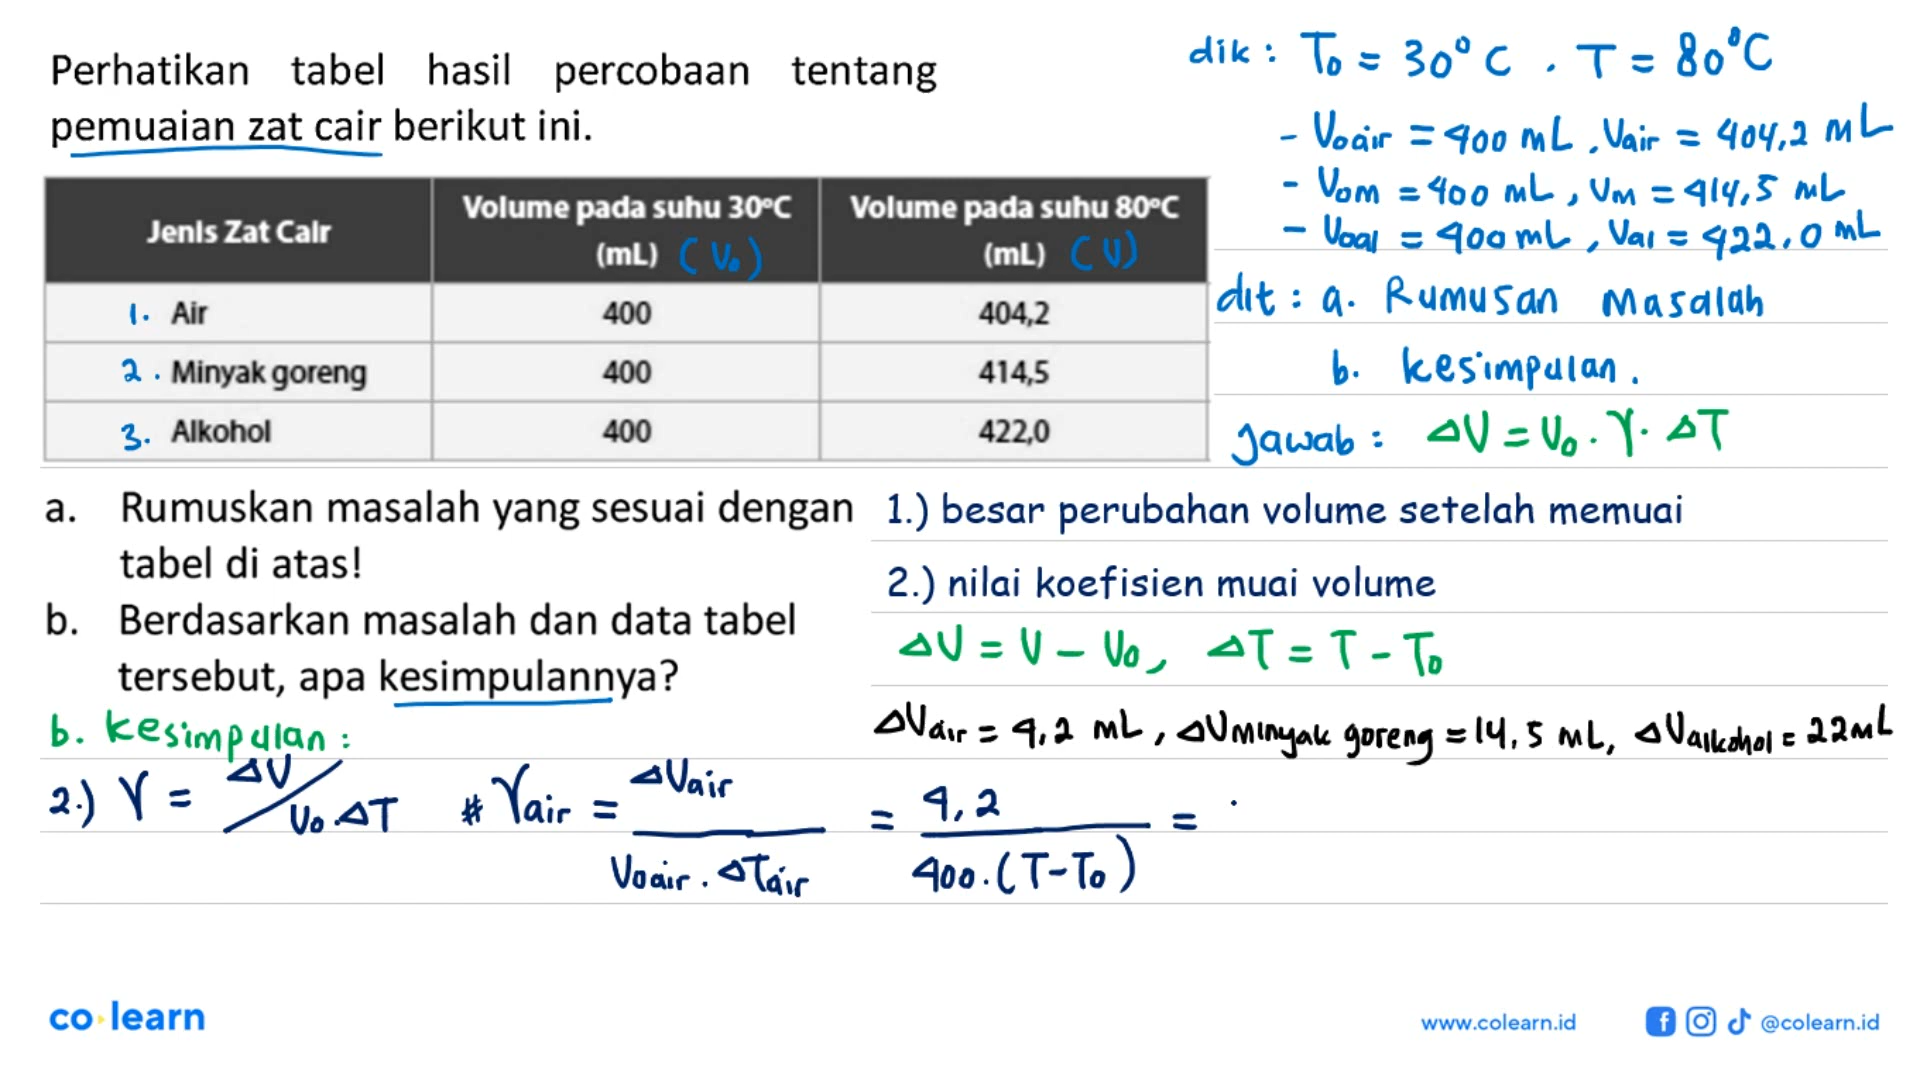 Perhatikan tabel hasil percobaan tentang
pemuaian zat cair berikut ini.
Jenis Zat Cair
Volume pada suhu 30°C
(mL) (V₀)
Volume pada suhu 80°C
(mL) (V)
1. Air 400 404,2
2. Minyak goreng 400 414,5
3. Alkohol 400 422,0
a. Rumuskan masalah yang sesuai dengan
tabel di atas!
b. Berdasarkan masalah dan data tabel
tersebut, apa kesimpulannya?
dik : T₀ = 30°C . T = 80°C
- V₀air = 400 mL . Vair = 404,2 mL
- V₀m = 400 mL , Vm = 414,5 mL
- V₀al = 400 mL , Val = 422,0 mL
dit : a. Rumusan masalah
b. kesimpulan.
Jawab : ΔV = V₀ . γ . ΔT
1.) besar perubahan volume setelah memuai
2.) nilai koefisien muai volume
ΔV = V - V₀, ΔT = T - T₀
ΔVair = 4,2 mL, ΔVminyak goreng = 14,5 mL, ΔValkohol = 22 mL
b. kesimpulan :
2.) γ = ΔV/V₀.ΔT # γair = ΔVair/V₀air . ΔTair = 4,2/400.(T-T₀) =
co learn
www.colearn.id @colearn.id